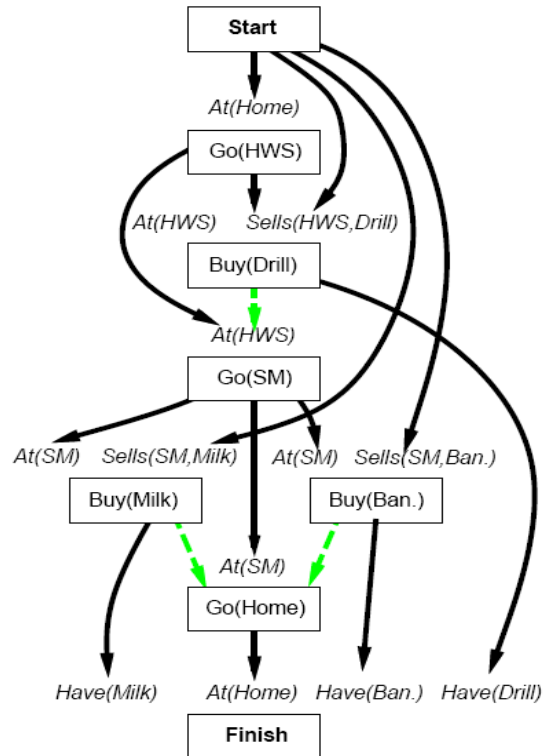 Start
At(Home)
Go(HWS)
At(HWS) Sells(HWS,Drill)
Buy(Drill)
At(HWS)
Go(SM)
At(SM) Sells(SM,Milk) At(SM) Sells(SM,Ban.)
Buy(Milk) Buy(Ban.)
At(SM)
Go(Home)
Have(Milk) At(Home) Have(Ban.) Have(Drill)
Finish